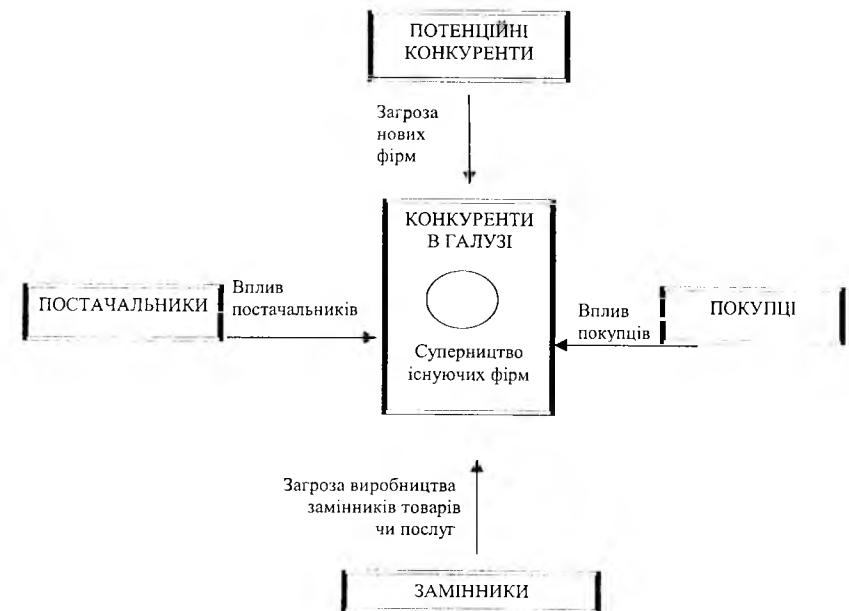 ПОТЕНЦІЙНІ
КОНКУРЕНТИ
Загроза
нових
фірм
КОНКУРЕНТИ
В ГАЛУЗІ
ПОСТАЧАЛЬНИКИ
Вплив
постачальників
Вплив
покупців
ПОКУПЦІ
Суперництво
існуючих фірм
Загроза виробництва
замінників товарів
чи послуг
ЗАМІННИКИ